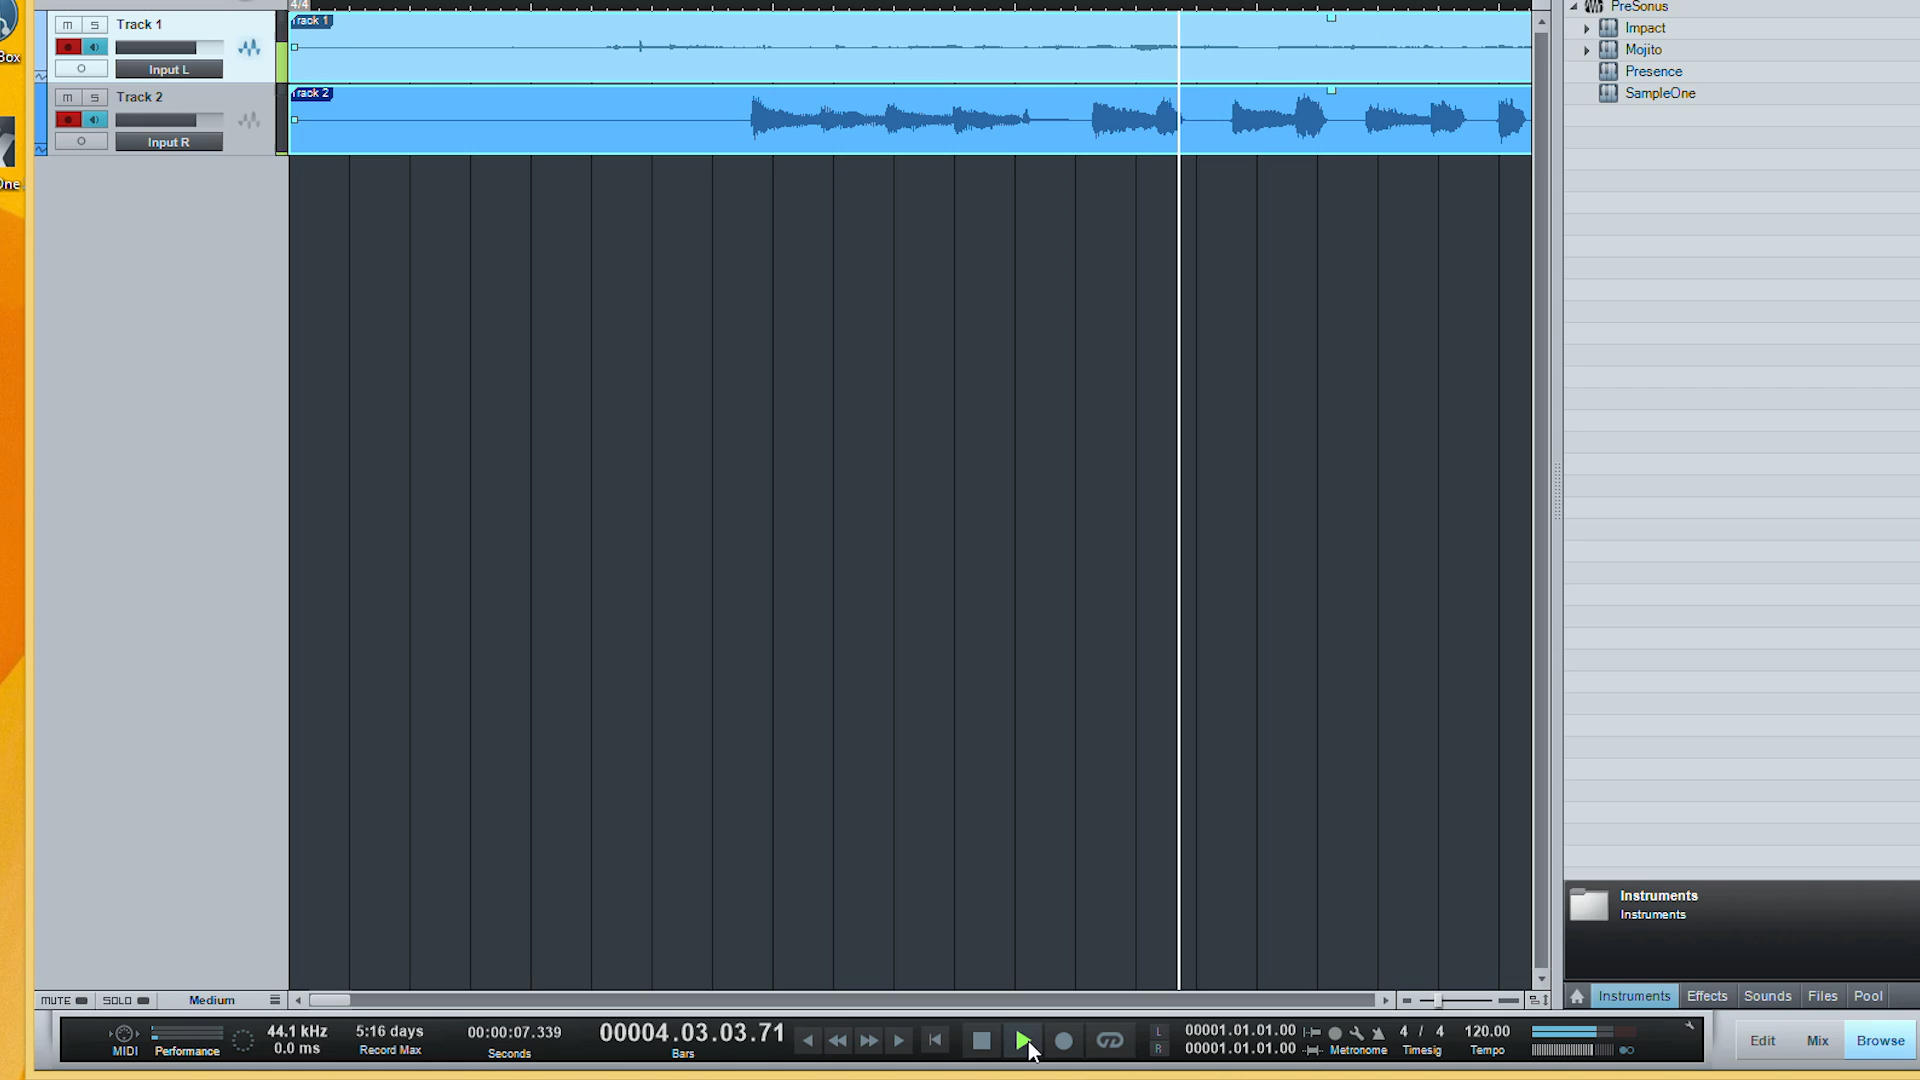 4/4
Box
One
m S Track 1
Input L
m S Track 2
Input R
Track 1
Track 2
PreSonus
Impact
Mojito
Presence
SampleOne
Instruments
Instruments
MUTE SOLO Medium
Instruments Effects Sounds Files Pool
MIDI
Performance
44.1 kHz
0.0 ms
5:16 days
Record Max
00:00:07.339
Seconds
00004.03.03.71
Bars
L 00001.01.01.00
R 00001.01.01.00
Metronome
4 / 4
Timesig
120.00
Tempo
Edit Mix Browse